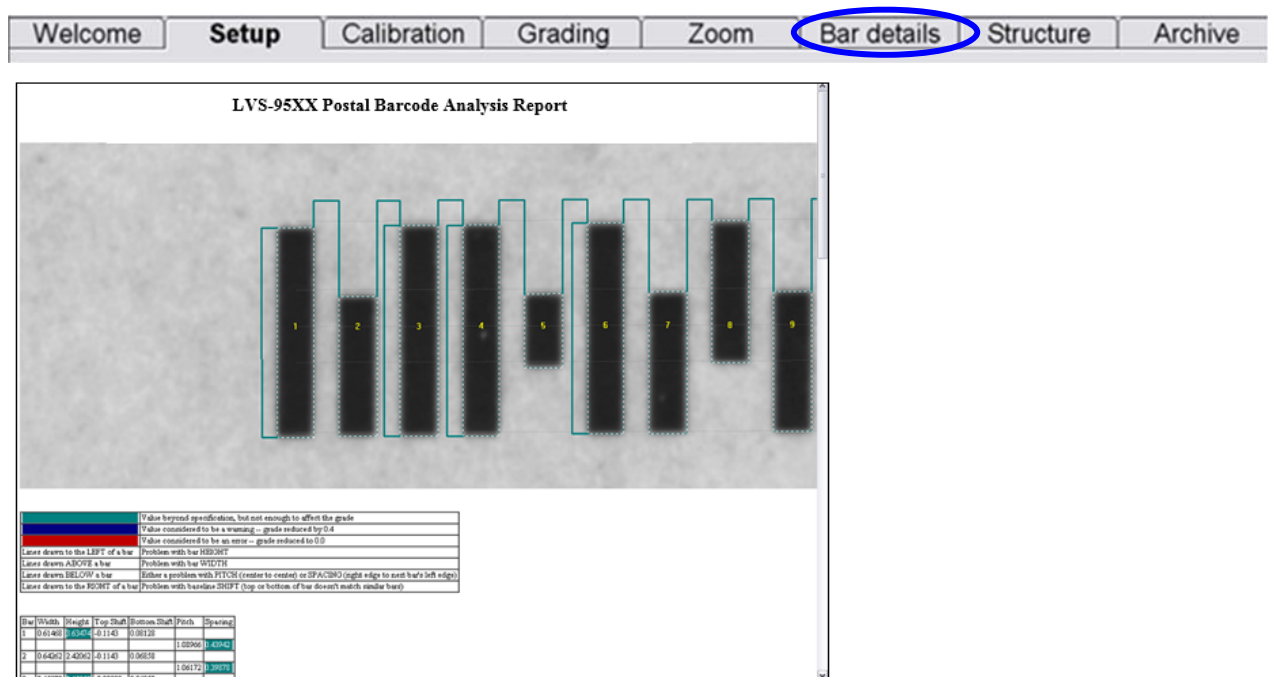 Welcome Setup Calibration Grading Zoom Bar details Structure Archive
LVS-95XX Postal Barcode Analysis Report
1 2 3 4 5 6 7 8 9
Value beyond specification, but not enough to affect the grade
Value considered to be a warning -- grade reduced by 0.4
Value considered to be an error -- grade reduced to 0.0
Lines drawn to the LEFT of a bar Problem with bar HEIGHT
Lines drawn ABOVE a bar Problem with bar WIDTH
Lines drawn BELOW a bar Either a problem with PITCH (center to center) or SPACING (right edge to next bar's left edge)
Lines drawn to the RIGHT of a bar Problem with baseline SHIFT (top or bottom of bar doesn't match similar bars)
Bar Width Height Top Shift Bottom Shift Pitch Spacing
1 0.61468 3.63474 -0.1143 0.08128
1.08966 0.43942
2 0.64262 2.42062 -0.1143 0.06858
1.06172 0.39878